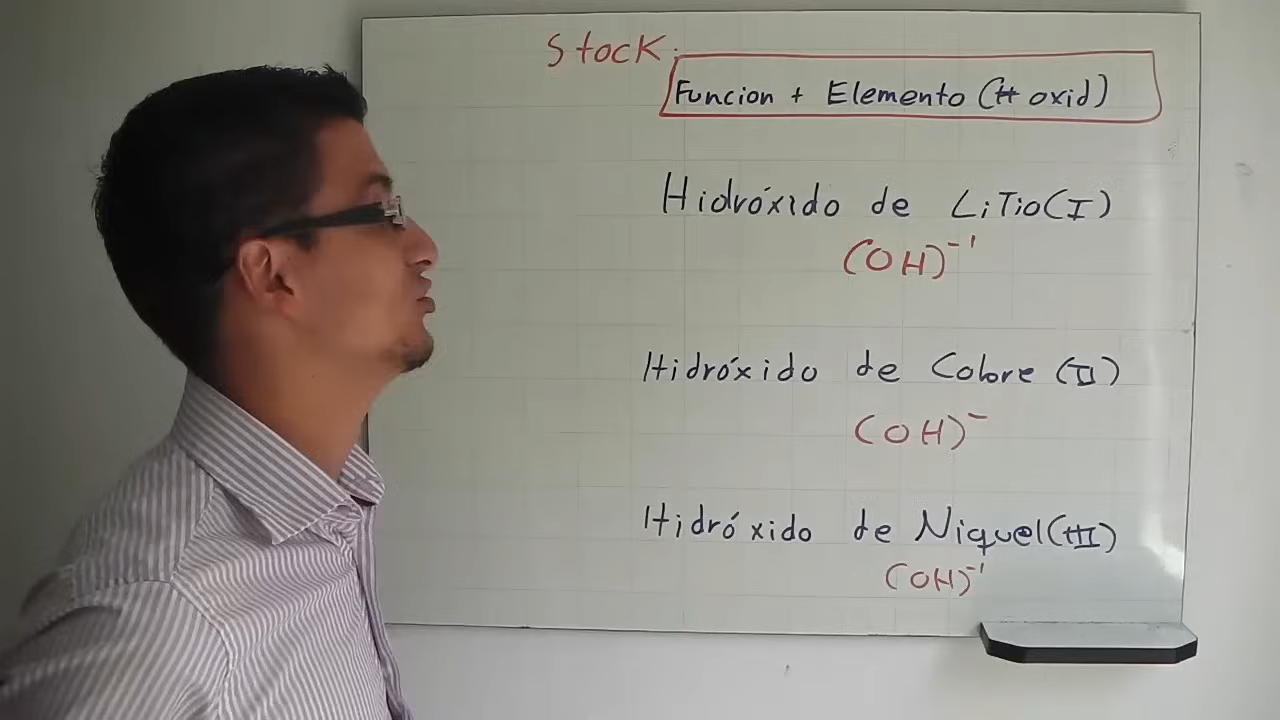 Stock:
Funcion + Elemento (# oxid)
Hidróxido de LiTio(I)
(OH)⁻¹
Hidróxido de Cobre (II)
(OH)⁻
Hidróxido de Niquel(III)
(OH)⁻¹